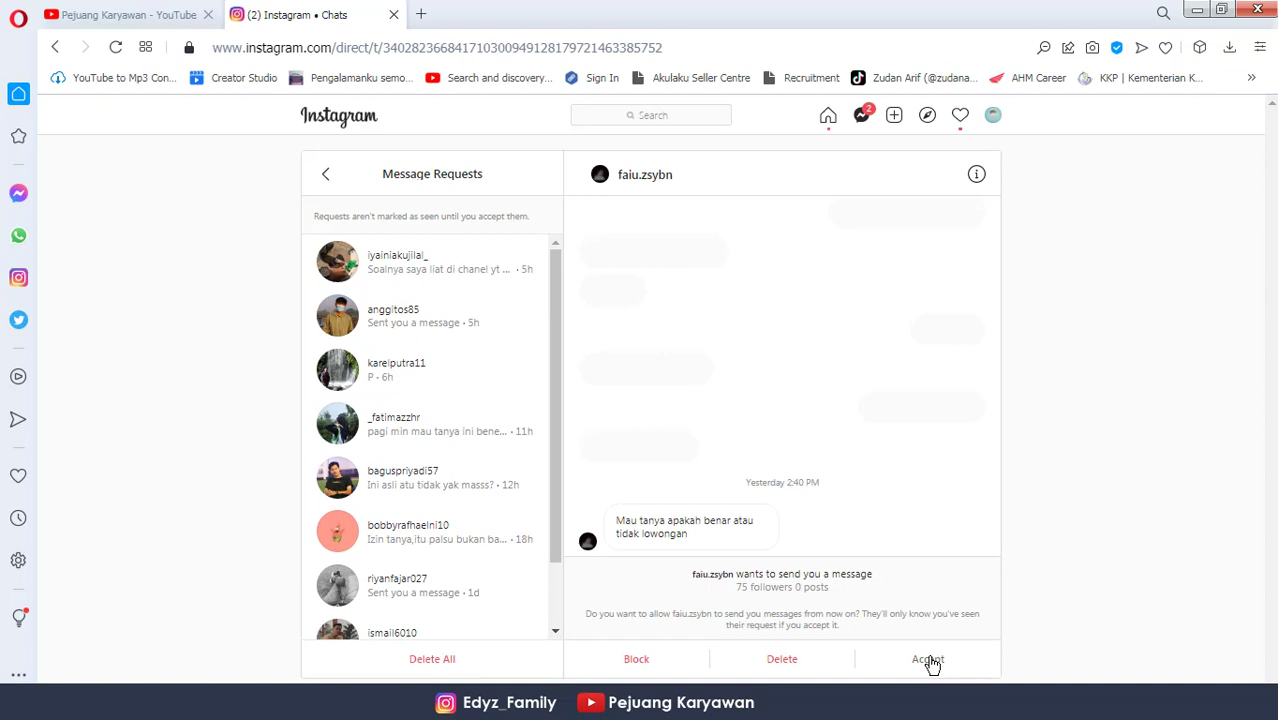 Pejuang Karyawan - YouTube
(2) Instagram • Chats
www.instagram.com/direct/t/340282366841710300949128179721463385752
YouTube to Mp3 Con...
Creator Studio
Pengalamanku semo...
Search and discovery...
Sign In
Akulaku Seller Centre
Recruitment
Zudan Arif (@zudana...
AHM Career
KKP | Kementerian K...
Instagram
Search
2
Message Requests
Requests aren't marked as seen until you accept them.
iyainiakujilal_
Soalnya saya liat di chanel yt ... • 5h
anggitos85
Sent you a message • 5h
karelputra11
P • 6h
_fatimazzhr
pagi min mau tanya ini bene... • 11h
baguspriyadi57
Ini asli atu tidak yak masss? • 12h
bobbyrafhaelni10
Izin tanya,itu palsu bukan ba... • 18h
riyanfajar027
Sent you a message • 1d
ismail6010
Delete All
faiu.zsybn
Yesterday 2:40 PM
Mau tanya apakah benar atau
tidak lowongan
faiu.zsybn wants to send you a message
75 followers 0 posts
Do you want to allow faiu.zsybn to send you messages from now on? They'll only know you've seen
their request if you accept it.
Block
Delete
Accept
Edyz_Family
Pejuang Karyawan